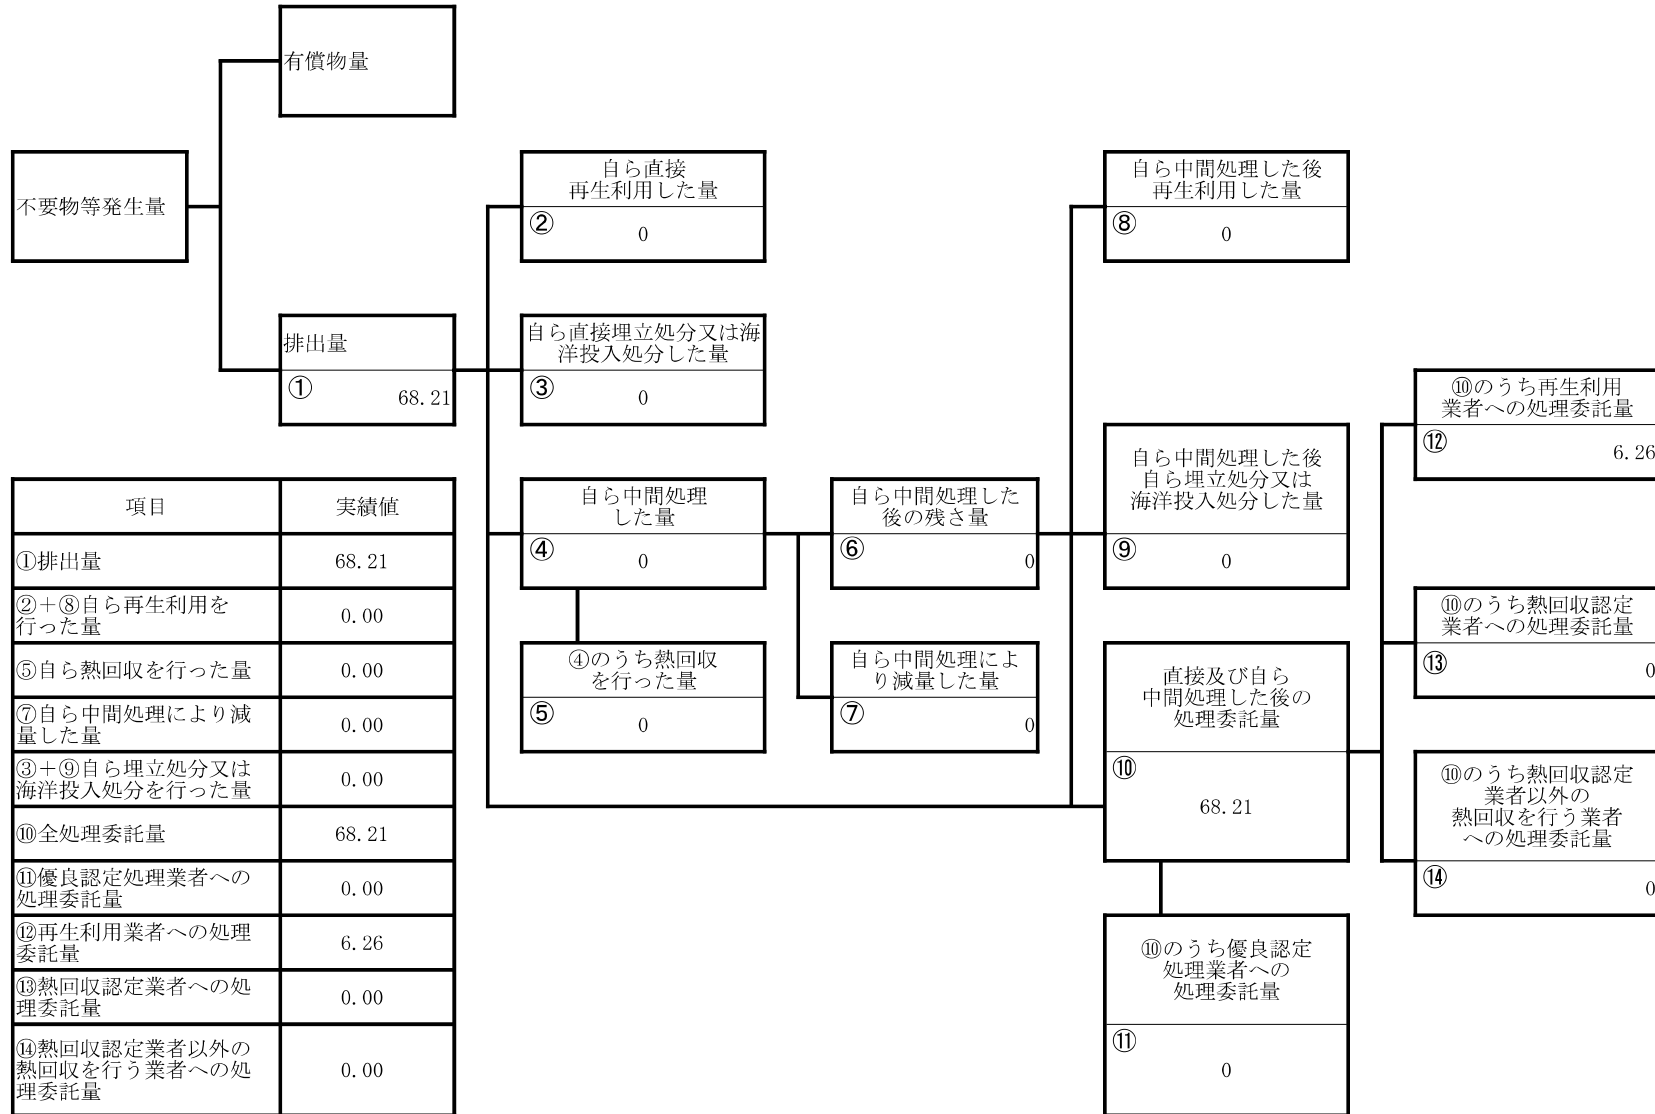 有償物量
不要物等発生量
自ら直接
再生利用した量
②
0
自ら中間処理した後
再生利用した量
⑧
0
排出量
①
68.21
自ら直接埋立処分又は海
洋投入処分した量
③
0
⑩のうち再生利用
業者への処理委託量
⑫
6.26
自ら中間処理した後
自ら埋立処分又は
海洋投入処分した量
⑨
0
自ら中間処理
した量
④
0
自ら中間処理した
後の残さ量
⑥
0
⑩のうち熱回収認定
業者への処理委託量
⑬
0
④のうち熱回収
を行った量
⑤
0
自ら中間処理によ
り減量した量
⑦
0
直接及び自ら
中間処理した後の
処理委託量
⑩
68.21
⑩のうち熱回収認定
業者以外の
熱回収を行う業者
への処理委託量
⑭
0
⑩のうち優良認定
処理業者への
処理委託量
⑪
0
項目 実績値
①排出量 68.21
②＋⑧自ら再生利用を
行った量 0.00
⑤自ら熱回収を行った量 0.00
⑦自ら中間処理により減
量した量 0.00
③＋⑨自ら埋立処分又は
海洋投入処分を行った量 0.00
⑩全処理委託量 68.21
⑪優良認定処理業者への
処理委託量 0.00
⑫再生利用業者への処理
委託量 6.26
⑬熱回収認定業者への処
理委託量 0.00
⑭熱回収認定業者以外の
熱回収を行う業者への処
理委託量 0.00